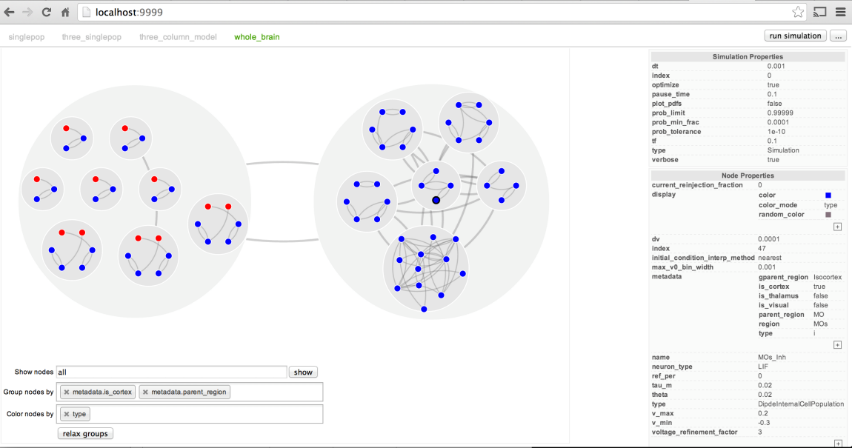 localhost:9999
singlepop three_singlepop three_column_model whole_brain run simulation ...
Simulation Properties
dt 0.001
index 0
optimize true
pause_time 0.1
plot_pdfs false
prob_limit 0.99999
prob_min_frac 0.0001
prob_tolerance 1e-10
tf 0.1
type Simulation
verbose true
Node Properties
current_reinjection_fraction 0
display color
color_mode type
random_color
dv 0.0001
index 47
initial_condition_interp_method nearest
max_v0_bin_width 0.001
metadata gparent_region Isocortex
is_cortex true
is_thalamus false
is_visual false
parent_region MO
region MOs
type i
name MOs_Inh
neuron_type LIF
ref_per 0
tau_m 0.02
theta 0.02
type DipdeInternalCellPopulation
v_max 0.2
v_min -0.3
voltage_refinement_factor 3
Show nodes all show
Group nodes by × metadata.is_cortex × metadata.parent_region
Color nodes by × type
relax groups